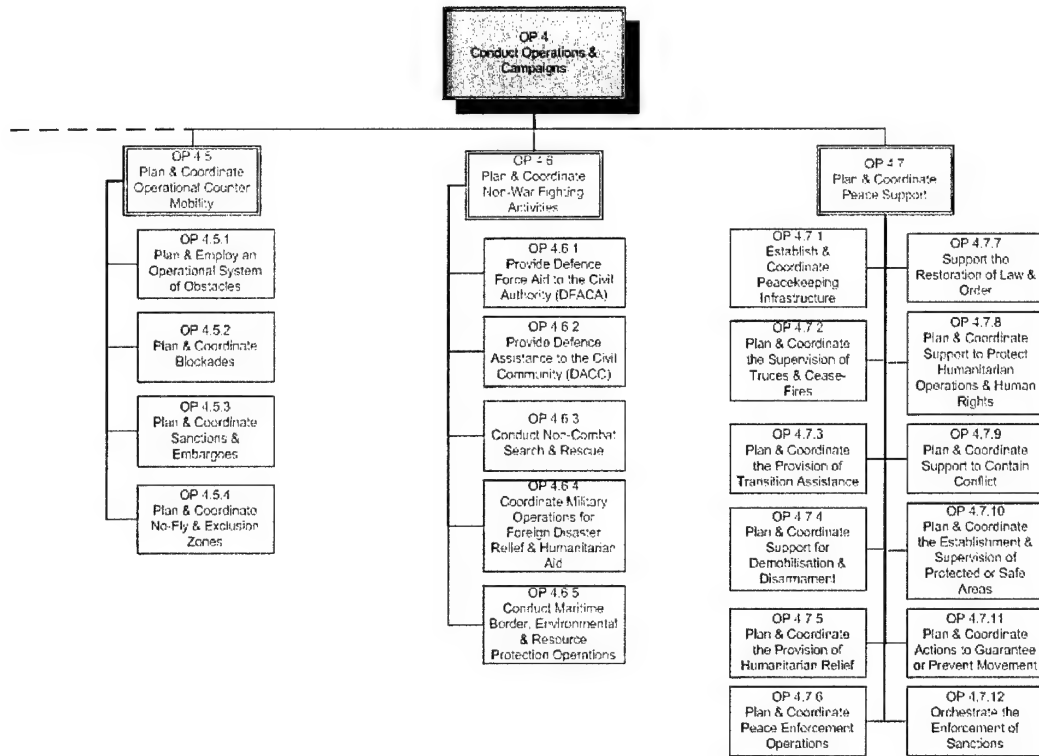 OP 4
Conduct Operations &
Campaigns
OP 4.5
Plan & Coordinate
Operational Counter
Mobility
OP 4.5.1
Plan & Employ an
Operational System
of Obstacles
OP 4.5.2
Plan & Coordinate
Blockades
OP 4.5.3
Plan & Coordinate
Sanctions &
Embargoes
OP 4.5.4
Plan & Coordinate
No-Fly & Exclusion
Zones
OP 4.6
Plan & Coordinate
Non-War Fighting
Activities
OP 4.6.1
Provide Defence
Force Aid to the Civil
Authority (DFACA)
OP 4.6.2
Provide Defence
Assistance to the Civil
Community (DACC)
OP 4.6.3
Conduct Non-Combat
Search & Rescue
OP 4.6.4
Coordinate Military
Operations for
Foreign Disaster
Relief & Humanitarian
Aid
OP 4.6.5
Conduct Maritime
Border, Environmental
& Resource
Protection Operations
OP 4.7
Plan & Coordinate
Peace Support
OP 4.7.1
Establish &
Coordinate
Peacekeeping
Infrastructure
OP 4.7.2
Plan & Coordinate
the Supervision of
Truces & Cease-
Fires
OP 4.7.3
Plan & Coordinate
the Provision of
Transition Assistance
OP 4.7.4
Plan & Coordinate
Support for
Demobilisation &
Disarmament
OP 4.7.5
Plan & Coordinate
the Provision of
Humanitarian Relief
OP 4.7.6
Plan & Coordinate
Peace Enforcement
Operations
OP 4.7.7
Support the
Restoration of Law &
Order
OP 4.7.8
Plan & Coordinate
Support to Protect
Humanitarian
Operations & Human
Rights
OP 4.7.9
Plan & Coordinate
Support to Contain
Conflict
OP 4.7.10
Plan & Coordinate
the Establishment &
Supervision of
Protected or Safe
Areas
OP 4.7.11
Plan & Coordinate
Actions to Guarantee
or Prevent Movement
OP 4.7.12
Orchestrate the
Enforcement of
Sanctions